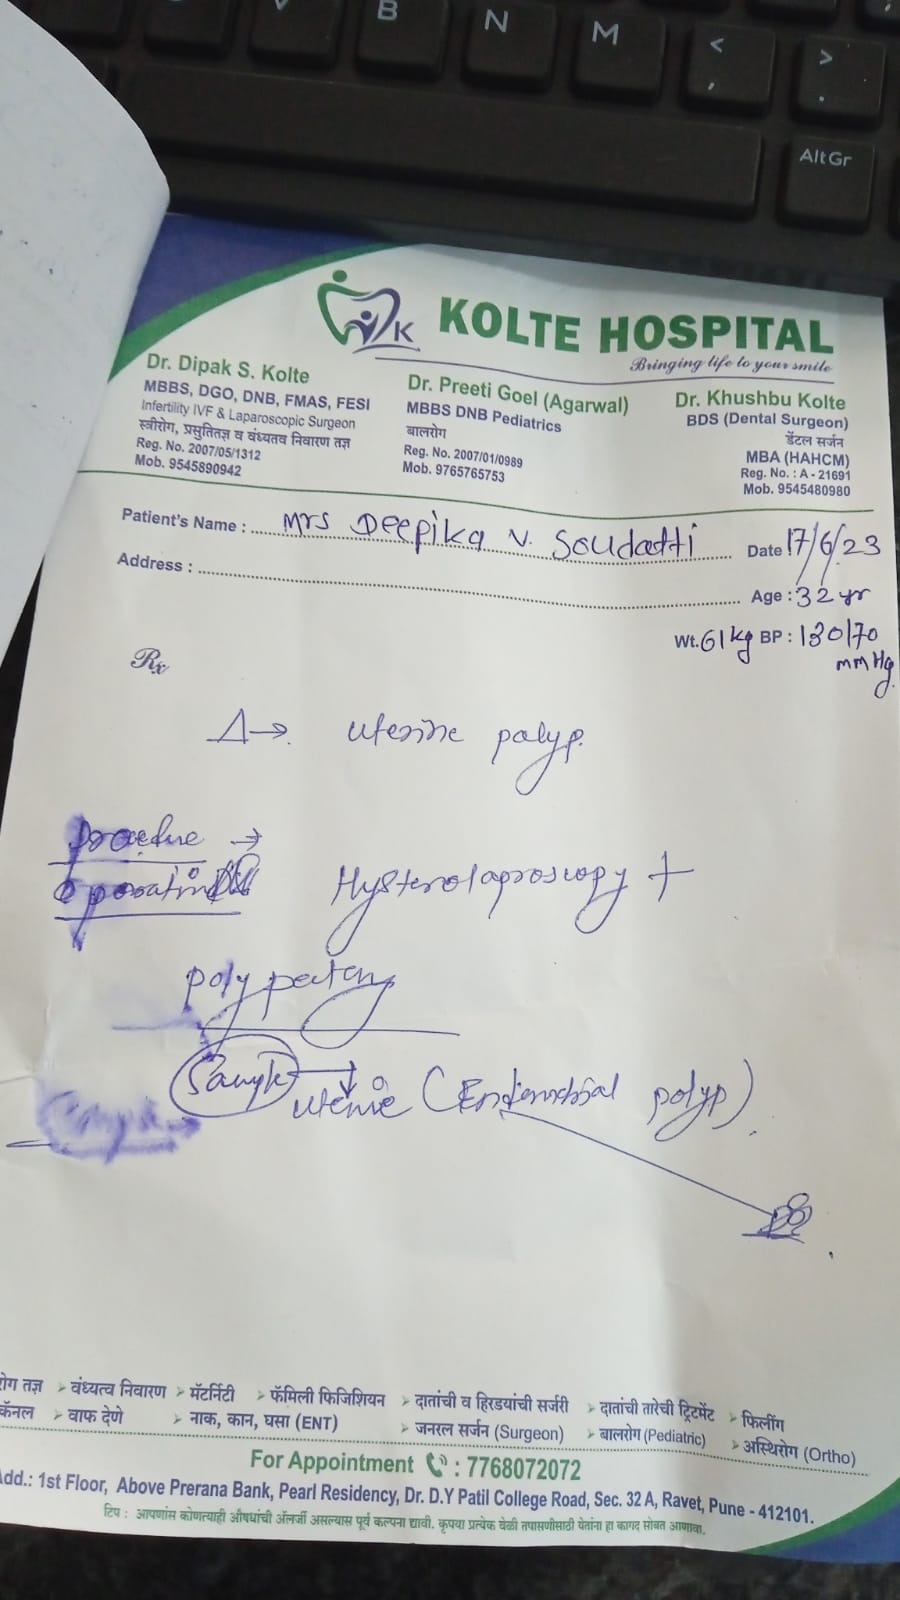 V B N M < , > .
AltGr
K KOLTE HOSPITAL
Bringing life to your smile
Dr. Dipak S. Kolte
MBBS, DGO, DNB, FMAS, FESI
Infertility IVF & Laparoscopic Surgeon
स्त्रीरोग, प्रसुतितज्ञ व वंध्यत्व निवारण तज्ञ
Reg. No. 2007/05/1312
Mob. 9545890942
Dr. Preeti Goel (Agarwal)
MBBS DNB Pediatrics
बालरोग
Reg. No. 2007/01/0989
Mob. 9765765753
Dr. Khushbu Kolte
BDS (Dental Surgeon)
डेंटल सर्जन
MBA (HAHCM)
Reg. No. : A - 21691
Mob. 9545480980
Patient's Name : Mrs Deepika N. Soudatti Date 17/6/23
Address : Age : 32 yr
Wt. 61kg BP : 130/70
mmHg
Rx
Δ→ uterine polyp.
Procedure →
Hysterolaproscopy +
polypectomy
Sample →
uterine (Endometrial polyp).
रोग तज्ञ ➤ वंध्यत्व निवारण ➤ मॅटर्निटी ➤ फॅमिली फिजिशियन ➤ दातांची व हिरडयांची सर्जरी ➤ दातांची तारेची ट्रिटमेंट ➤ फिलींग
कॅनल ➤ वाफ देणे ➤ नाक, कान, घसा (ENT) ➤ जनरल सर्जन (Surgeon) ➤ बालरोग (Pediatric) ➤ अस्थिरोग (Ortho)
For Appointment : 7768072072
Add.: 1st Floor, Above Prerana Bank, Pearl Residency, Dr. D.Y Patil College Road, Sec. 32 A, Ravet, Pune - 412101.
टिप : आपणांस कोणत्याही औषधांची अ‍ॅलर्जी असल्यास पूर्व कल्पना द्यावी. कृपया प्रत्येक वेळी तपासणीसाठी येतांना हा कागद सोबत आणावा.